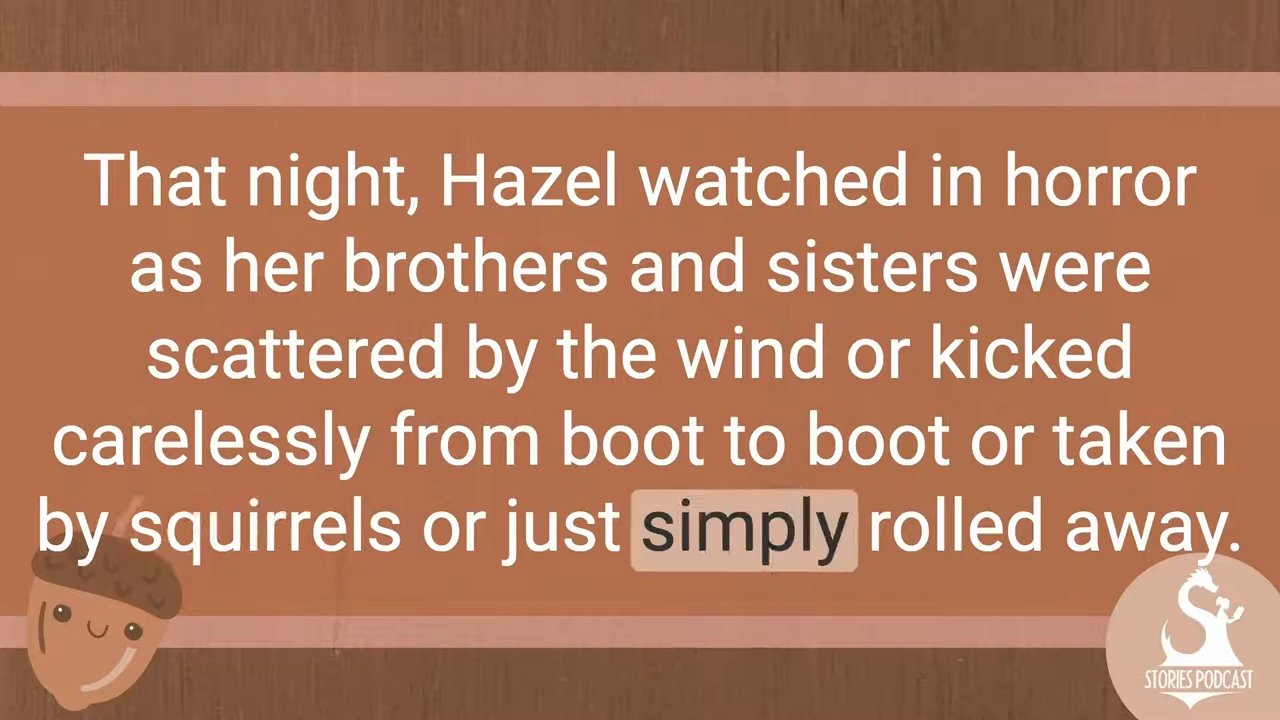 That night, Hazel watched in horror
as her brothers and sisters were
scattered by the wind or kicked
carelessly from boot to boot or taken
by squirrels or just simply rolled away.
STORIES PODCAST